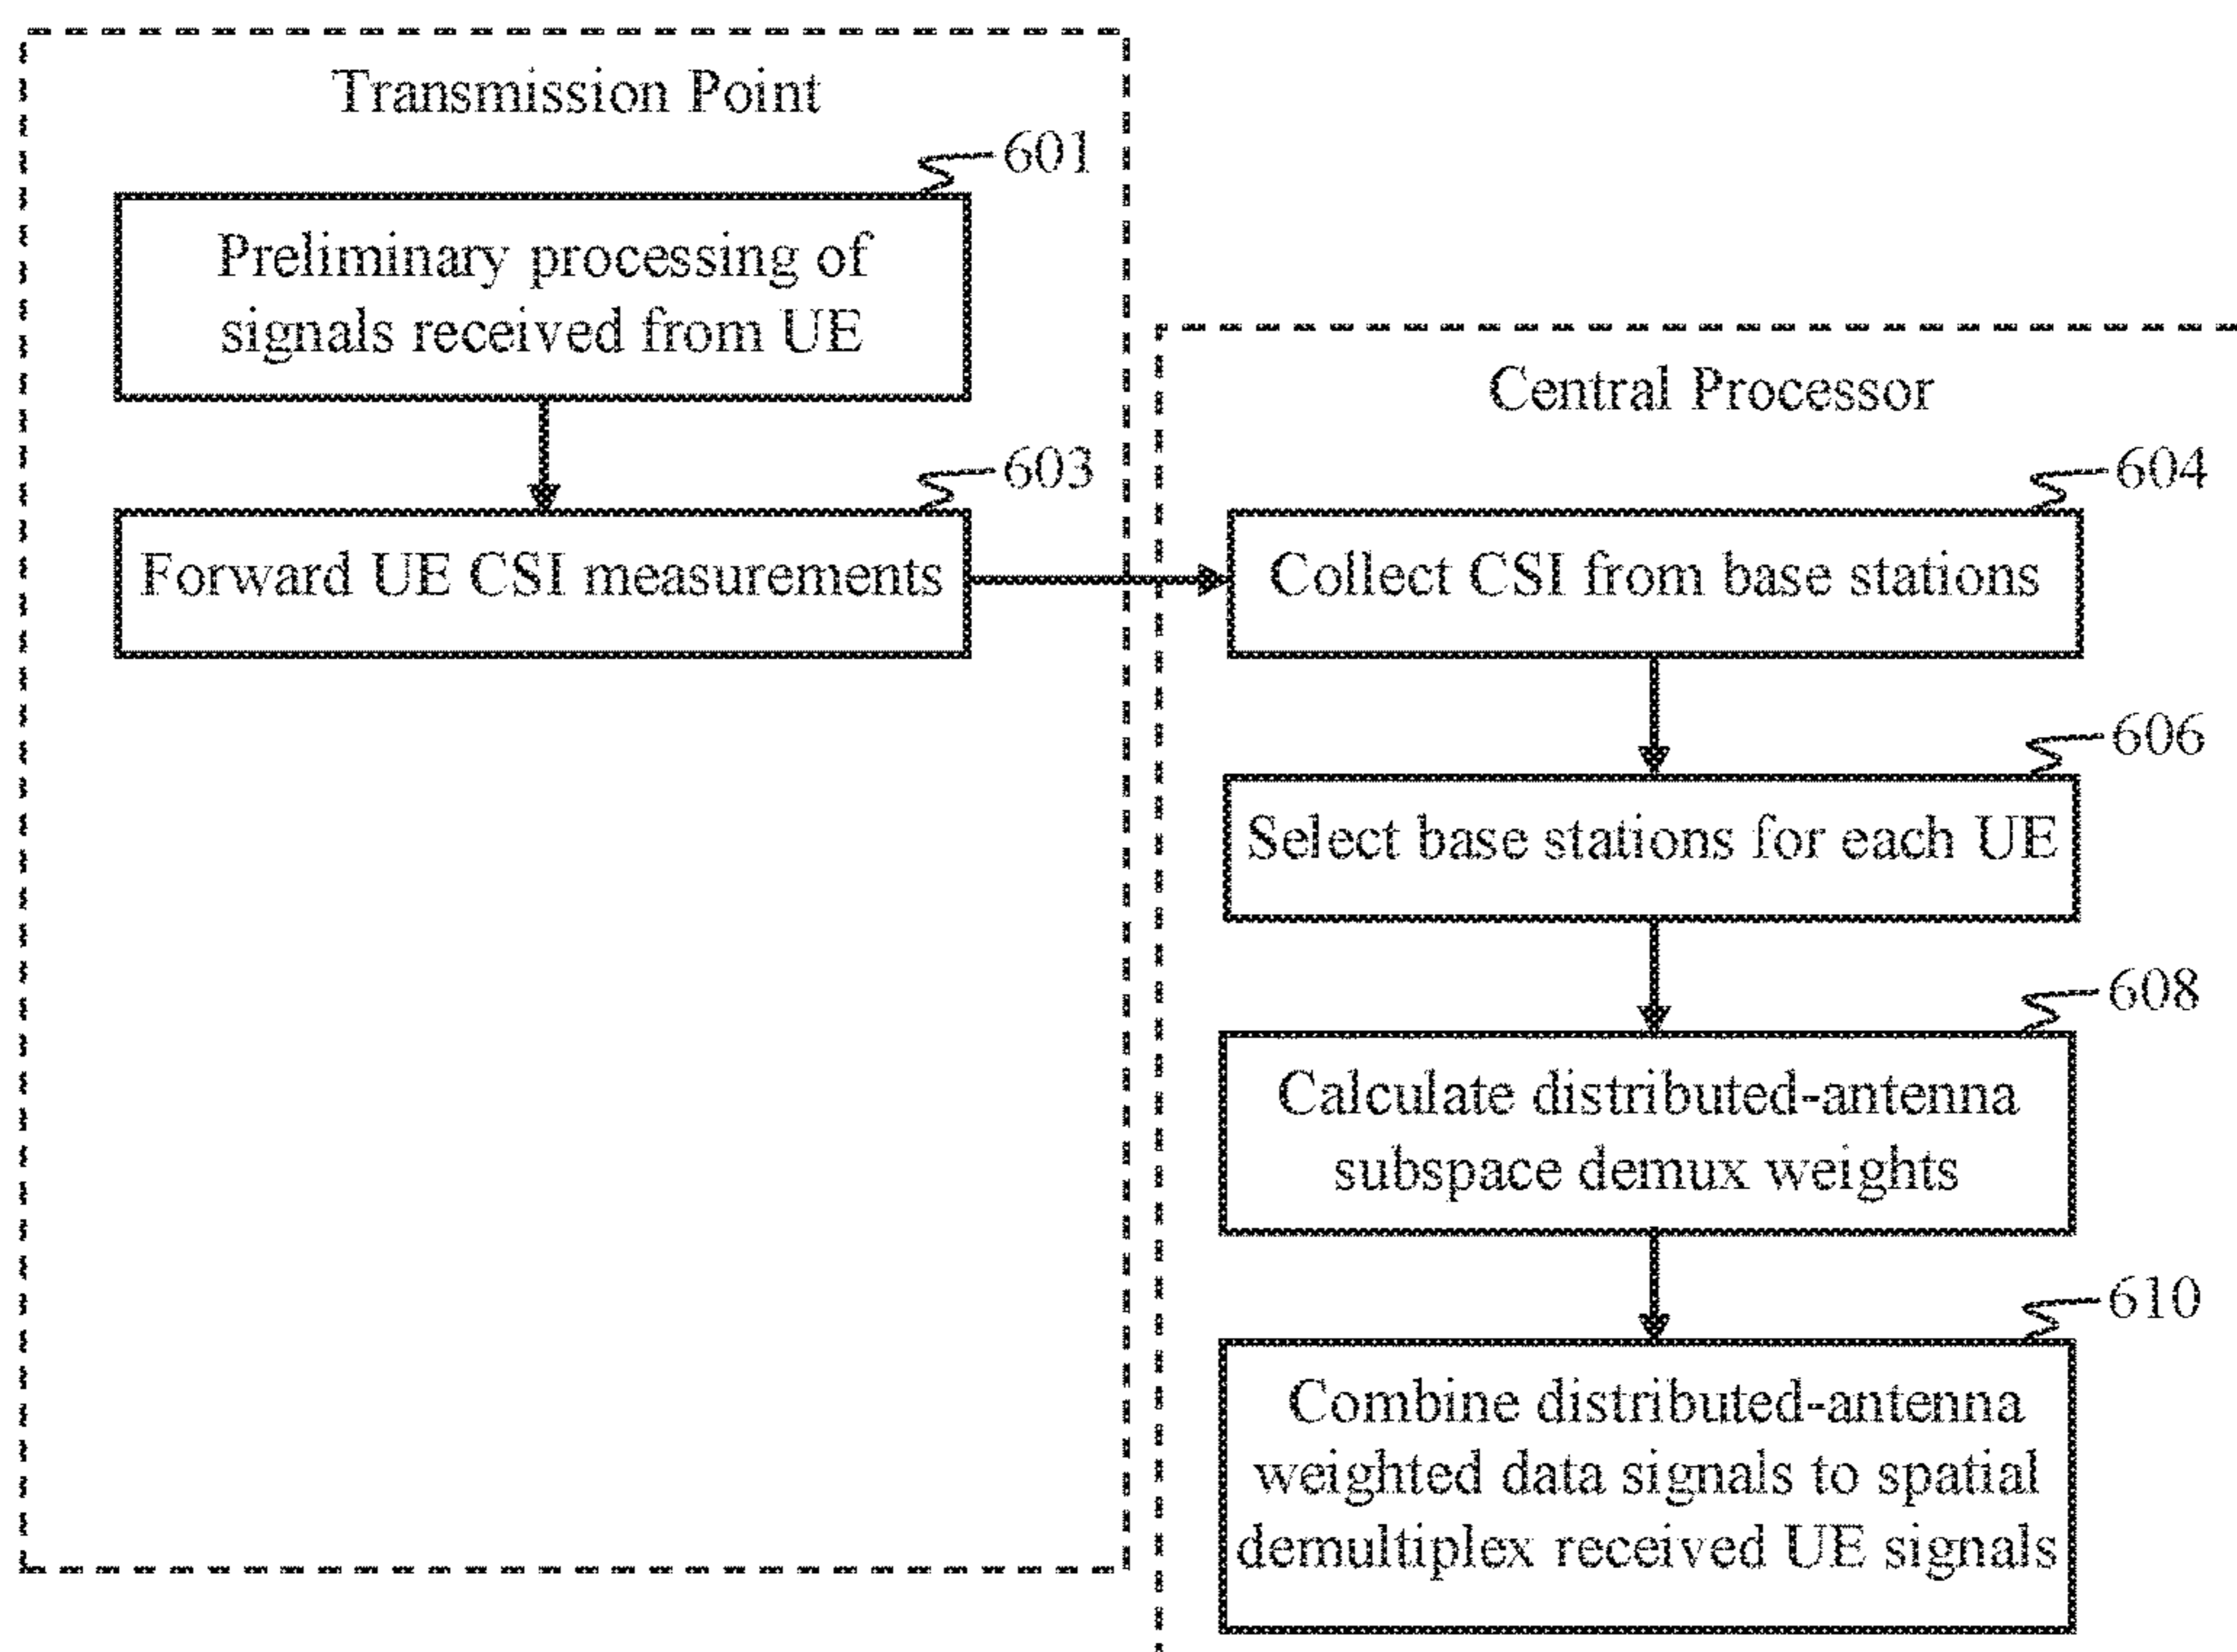 Transmission Point
601
Preliminary processing of
signals received from UE
603
Forward UE CSI measurements
Central Processor
604
Collect CSI from base stations
606
Select base stations for each UE
608
Calculate distributed-antenna
subspace demux weights
610
Combine distributed-antenna
weighted data signals to spatial
demultiplex received UE signals